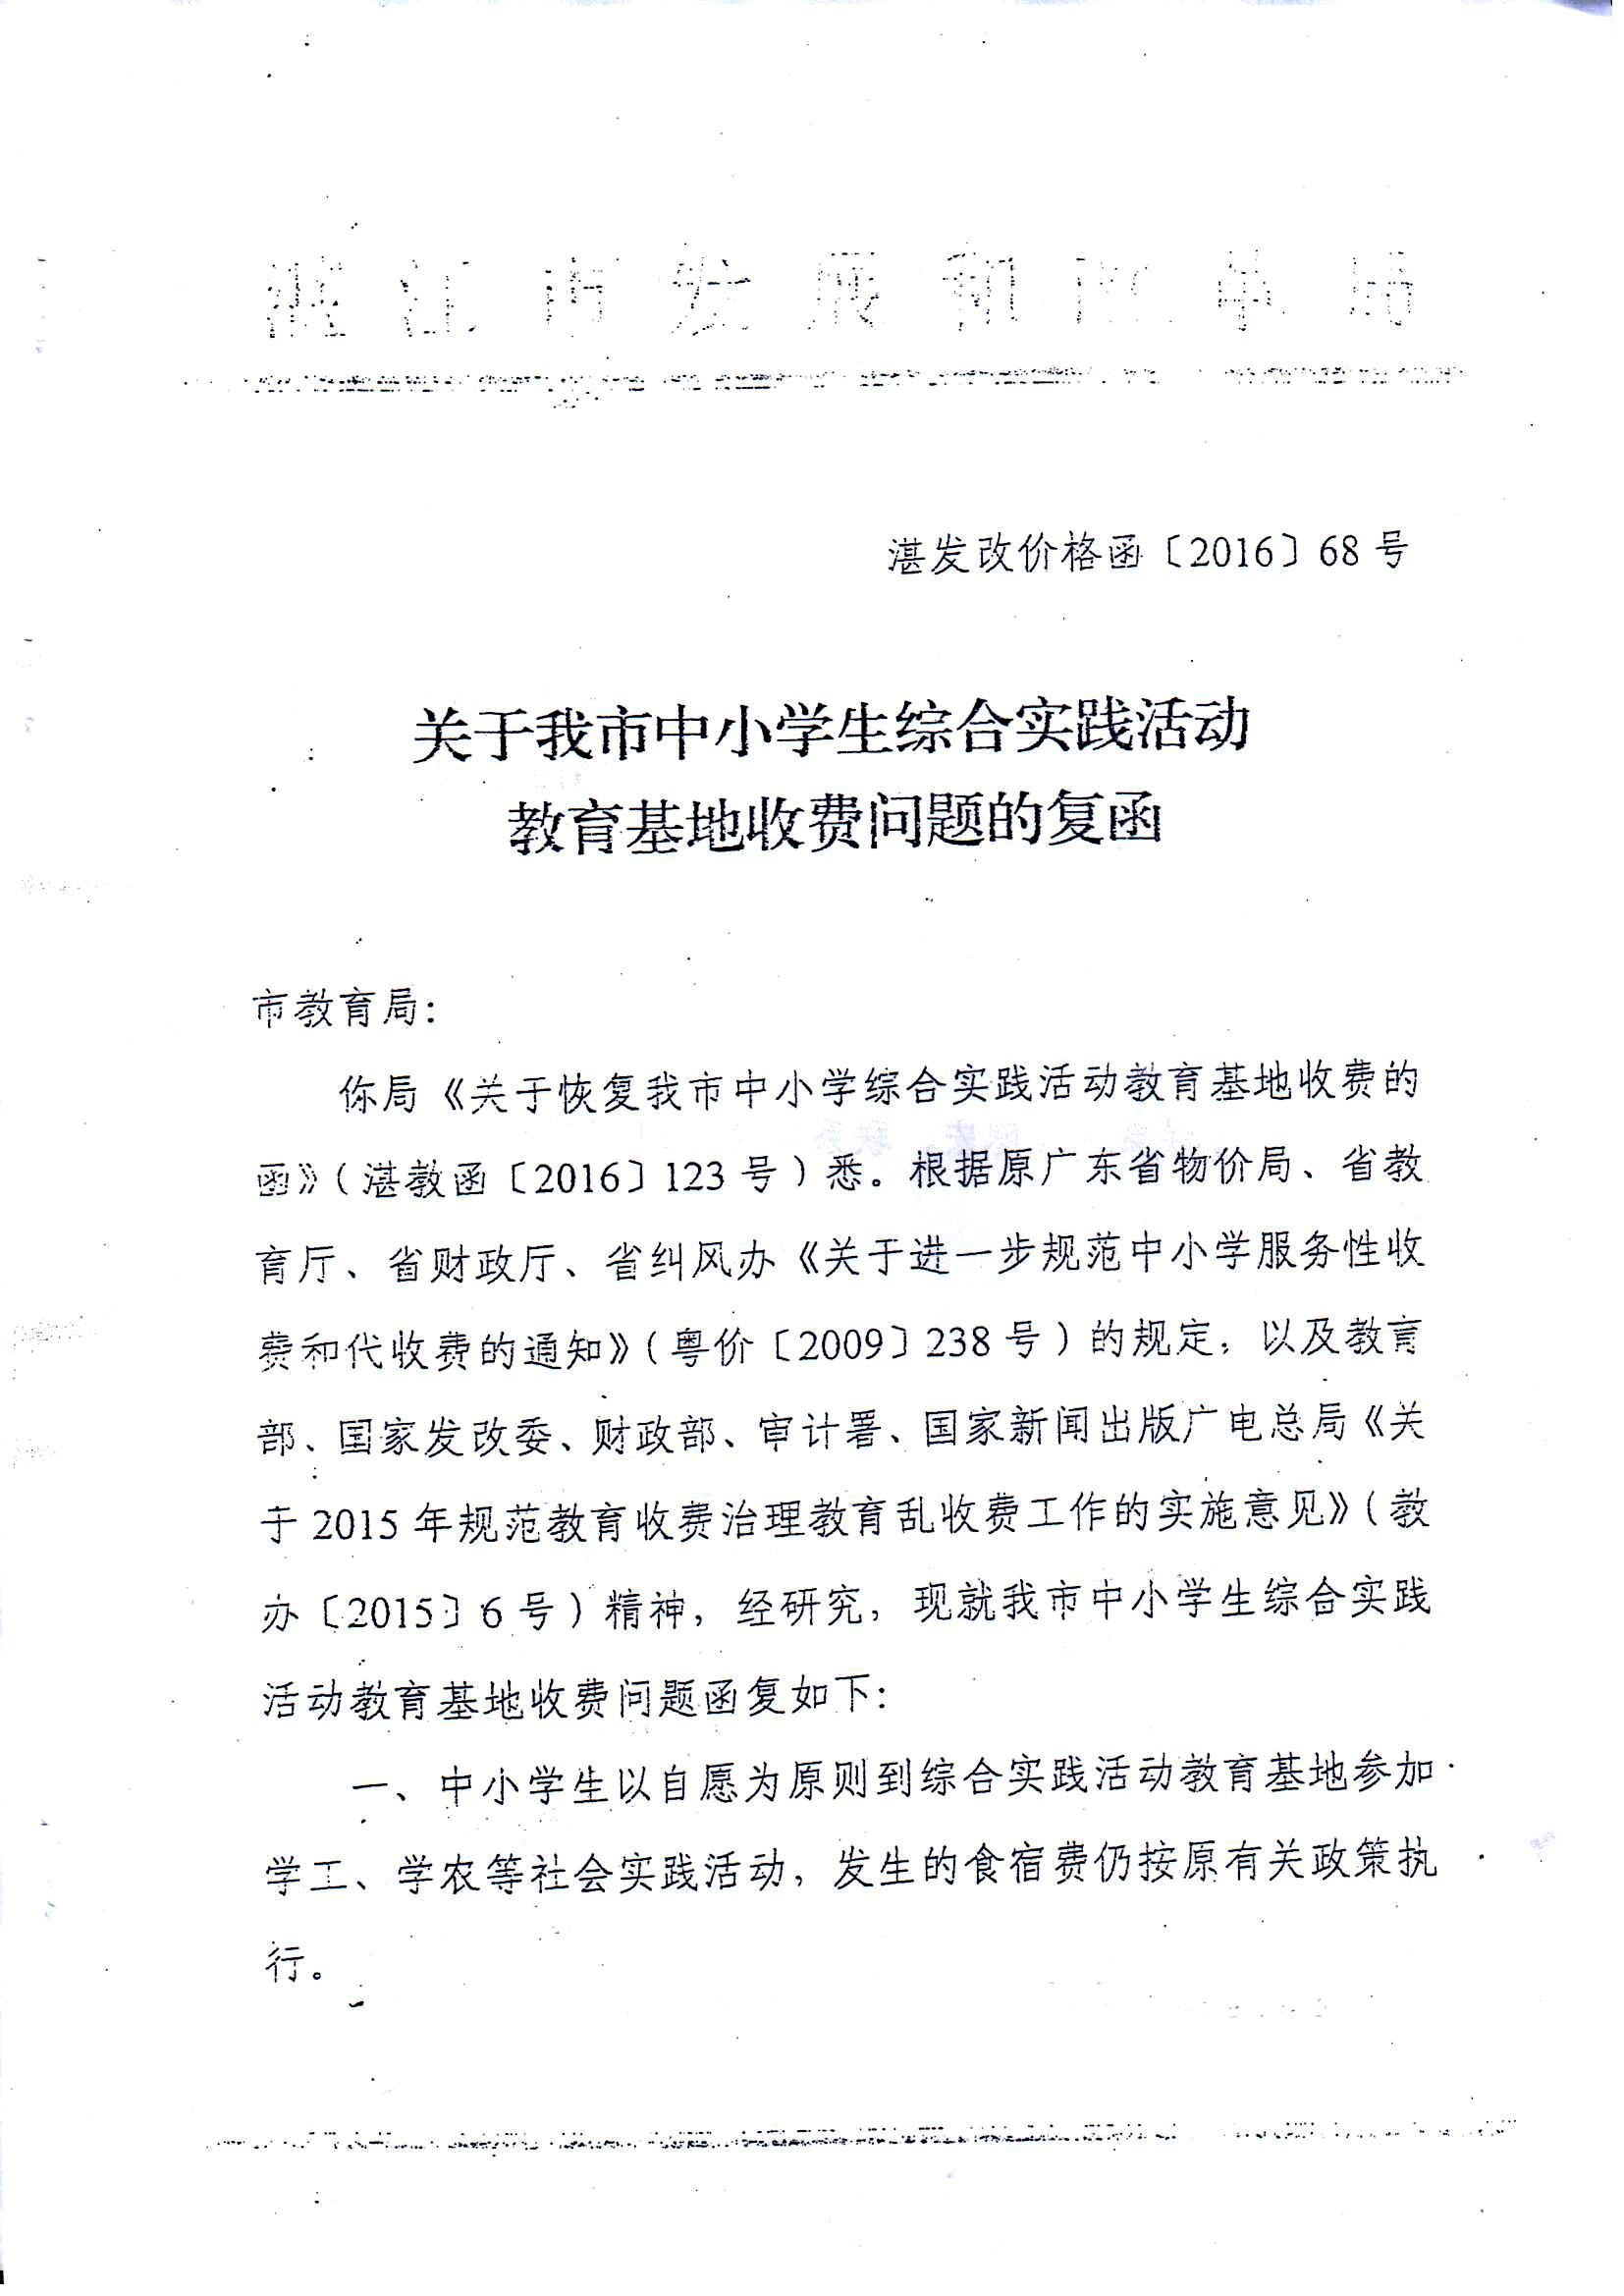 湛江市发展和改革局
湛发改价格函〔2016〕68号
关于我市中小学生综合实践活动
教育基地收费问题的复函
市教育局：
你局《关于恢复我市中小学综合实践活动教育基地收费的
函》（湛教函〔2016〕123号）悉。根据原广东省物价局、省教
育厅、省财政厅、省纠风办《关于进一步规范中小学服务性收
费和代收费的通知》（粤价〔2009〕238号）的规定，以及教育
部、国家发改委、财政部、审计署、国家新闻出版广电总局《关
于2015年规范教育收费治理教育乱收费工作的实施意见》（教
办〔2015〕6号）精神，经研究，现就我市中小学生综合实践
活动教育基地收费问题函复如下：
一、中小学生以自愿为原则到综合实践活动教育基地参加
学工、学农等社会实践活动，发生的食宿费仍按原有关政策执
行。